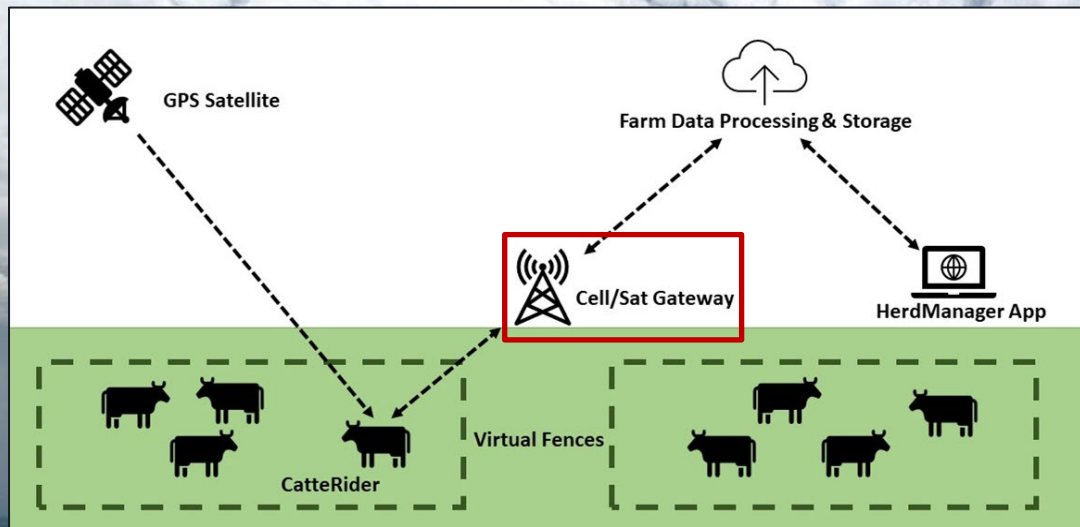 GPS Satellite
Farm Data Processing & Storage
Cell/Sat Gateway
HerdManager App
Virtual Fences
CatteRider